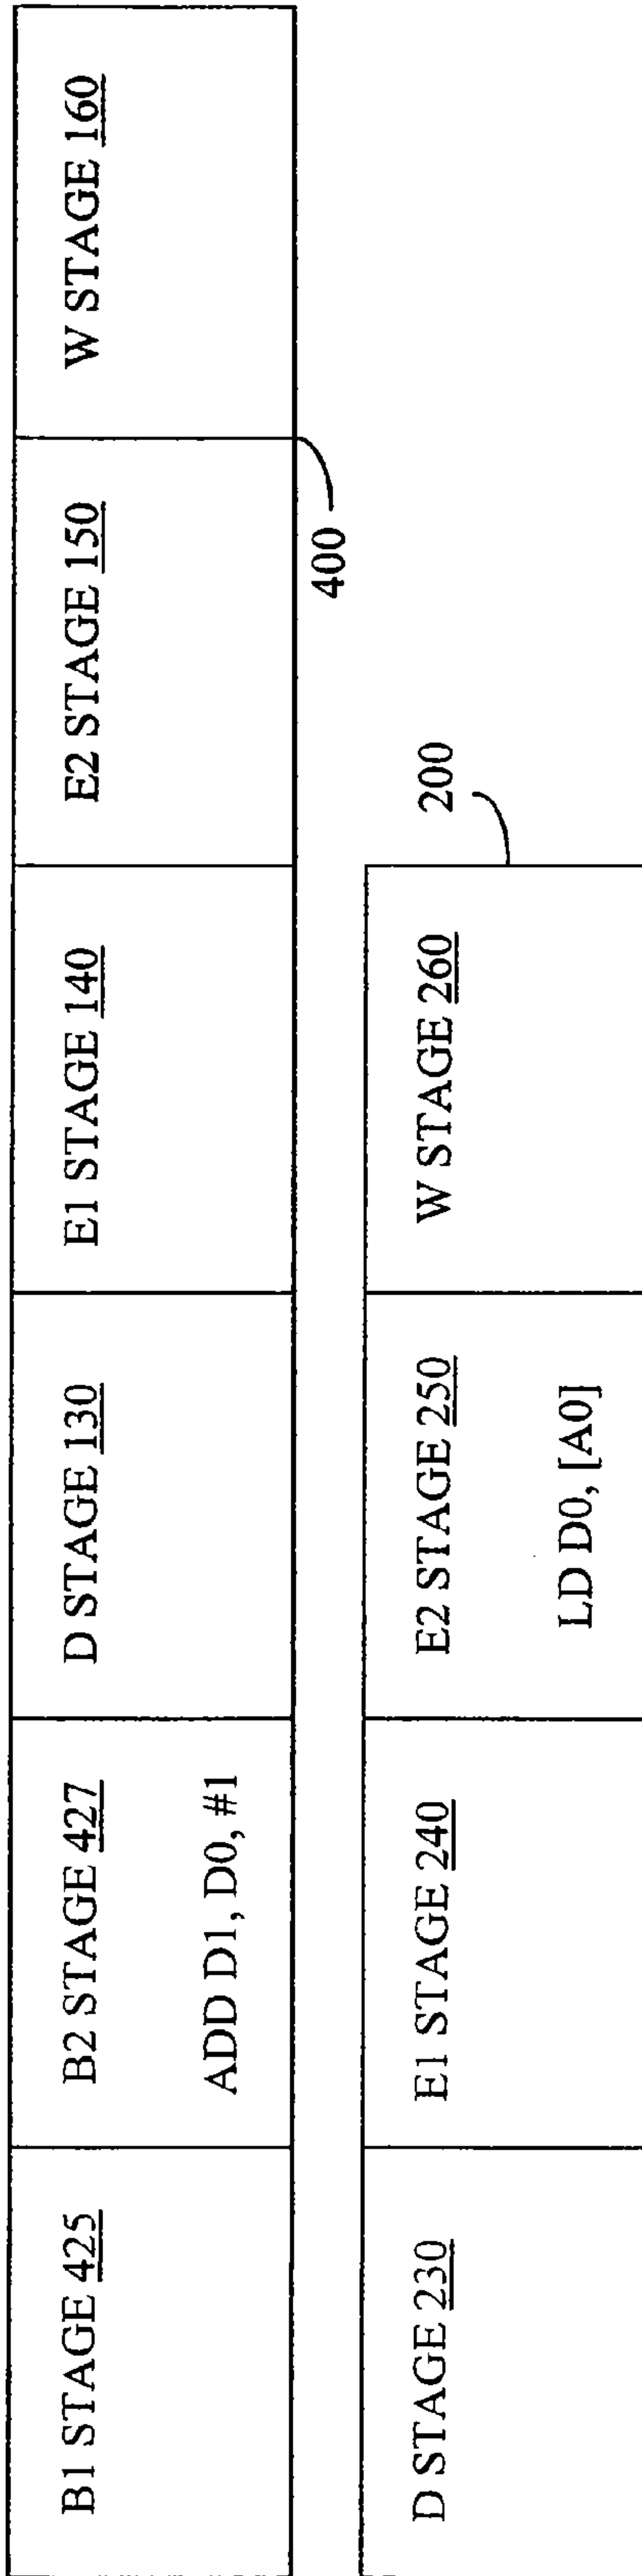 B1 STAGE 425
B2 STAGE 427
ADD D1, D0, #1
D STAGE 130
E1 STAGE 140
E2 STAGE 150
W STAGE 160
400
D STAGE 230
E1 STAGE 240
E2 STAGE 250
LD D0, [A0]
W STAGE 260
200